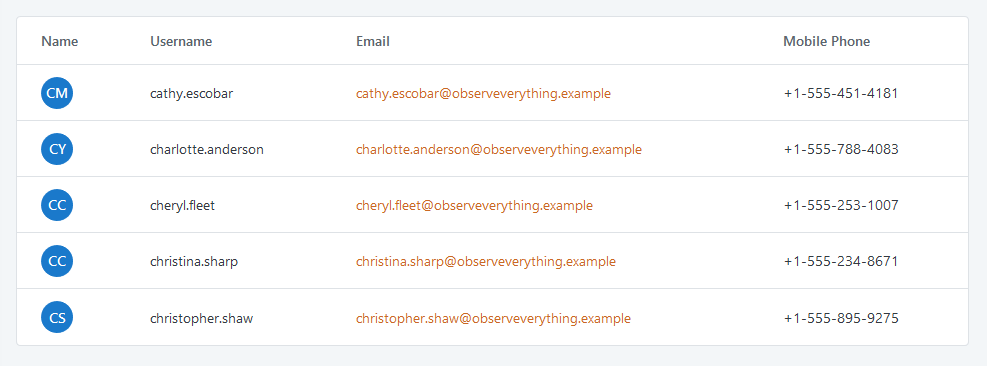 Name Username Email Mobile Phone
CM cathy.escobar cathy.escobar@observeverything.example +1-555-451-4181
CY charlotte.anderson charlotte.anderson@observeverything.example +1-555-788-4083
CC cheryl.fleet cheryl.fleet@observeverything.example +1-555-253-1007
CC christina.sharp christina.sharp@observeverything.example +1-555-234-8671
CS christopher.shaw christopher.shaw@observeverything.example +1-555-895-9275